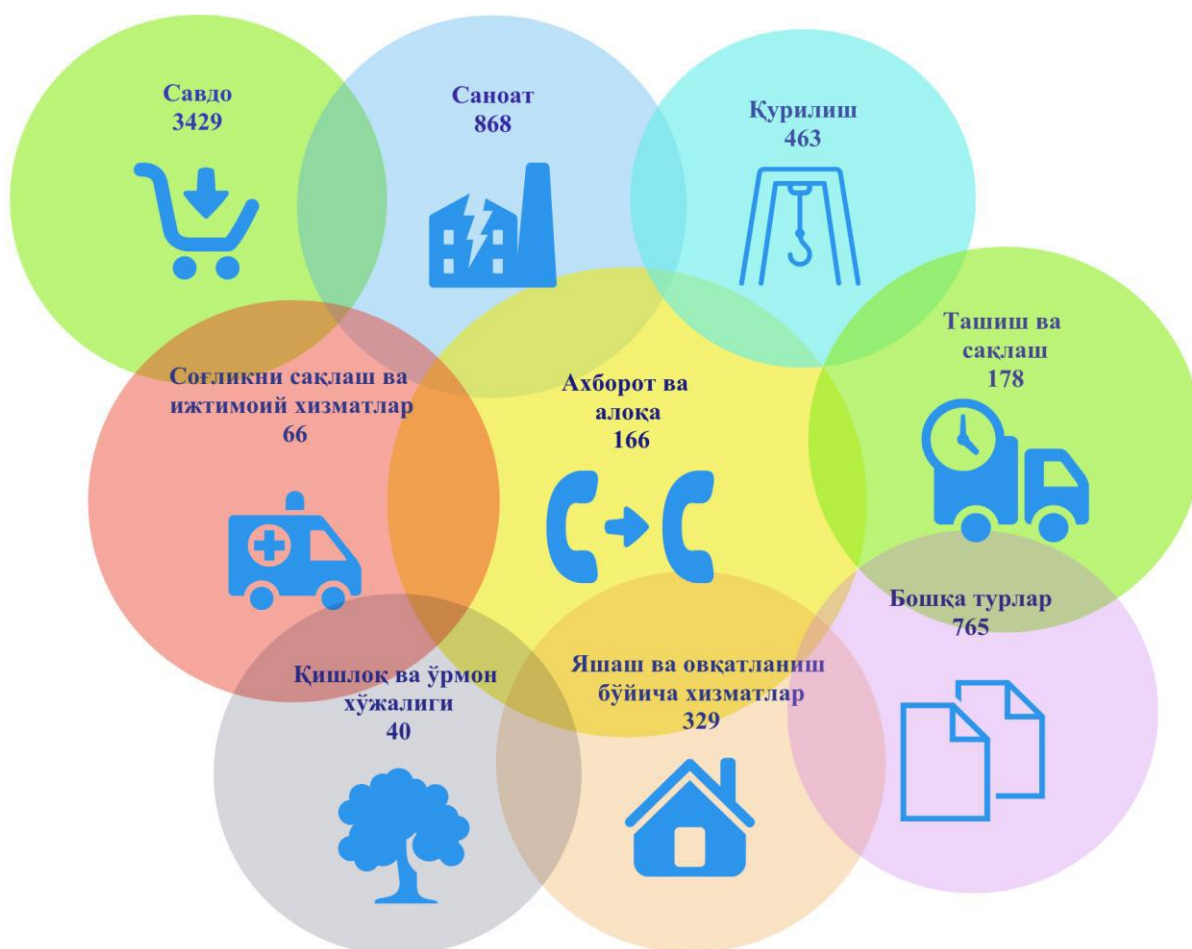 Савдо
3429
Саноат
868
Қурилиш
463
Ташиш ва
сақлаш
178
Соғликни сақлаш ва
ижтимоий хизматлар
66
Ахборот ва
алоқа
166
Бошқа турлар
765
Қишлоқ ва ўрмон
хўжалиги
40
Яшаш ва овқатланиш
бўйича хизматлар
329